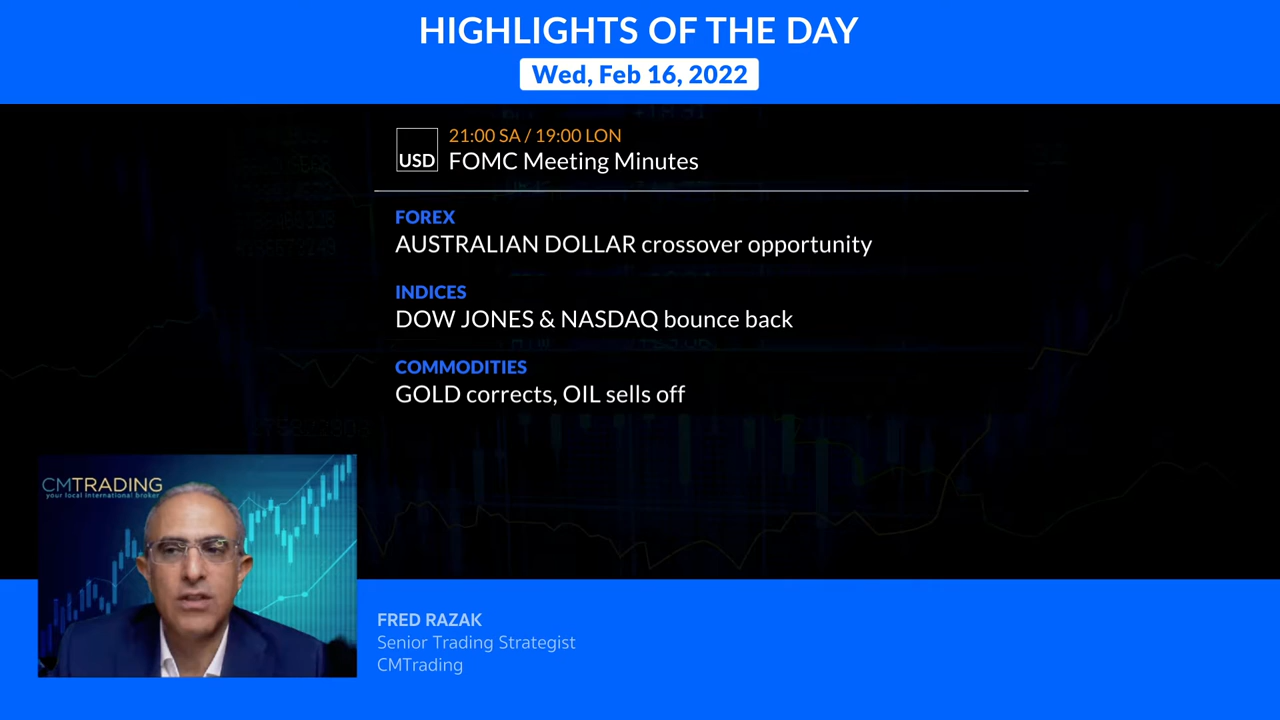 HIGHLIGHTS OF THE DAY
Wed, Feb 16, 2022
21:00 SA / 19:00 LON
USD
FOMC Meeting Minutes
FOREX
AUSTRALIAN DOLLAR crossover opportunity
INDICES
DOW JONES & NASDAQ bounce back
COMMODITIES
GOLD corrects, OIL sells off
CMTRADING
your local international broker
FRED RAZAK
Senior Trading Strategist
CMTrading